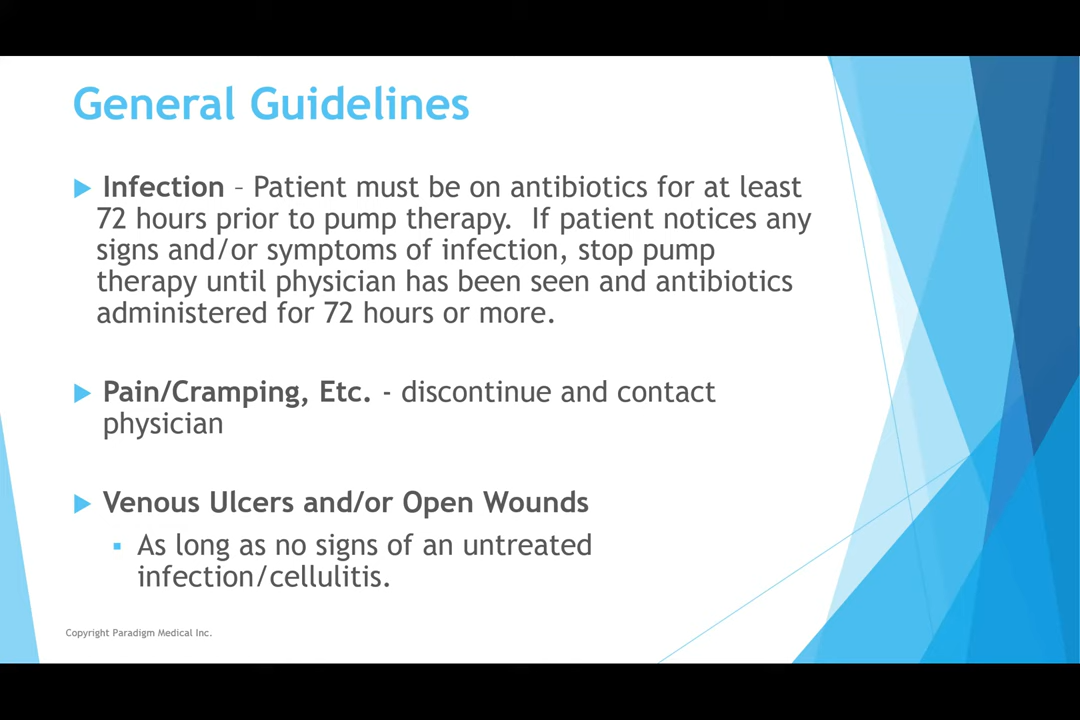 General Guidelines
Infection – Patient must be on antibiotics for at least
72 hours prior to pump therapy.  If patient notices any
signs and/or symptoms of infection, stop pump
therapy until physician has been seen and antibiotics
administered for 72 hours or more.
Pain/Cramping, Etc. - discontinue and contact
physician
Venous Ulcers and/or Open Wounds
As long as no signs of an untreated
infection/cellulitis.
Copyright Paradigm Medical Inc.